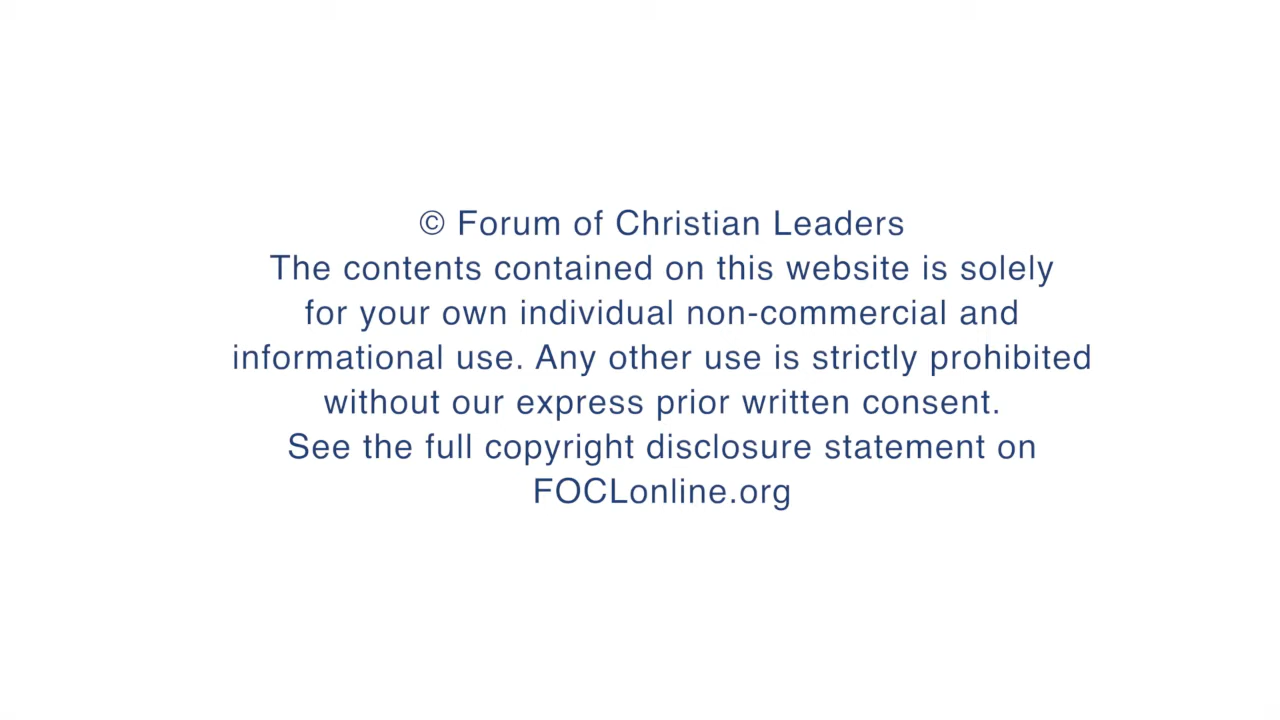 © Forum of Christian Leaders
The contents contained on this website is solely
for your own individual non-commercial and
informational use. Any other use is strictly prohibited
without our express prior written consent.
See the full copyright disclosure statement on
FOCLonline.org